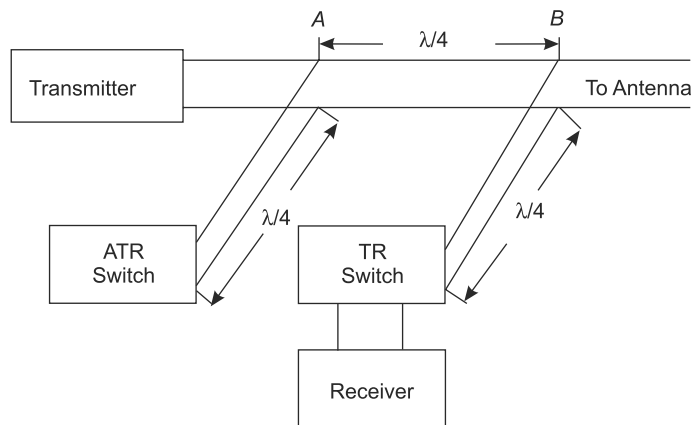 A
B
λ/4
Transmitter
To Antenna
λ/4
λ/4
ATR
Switch
TR
Switch
Receiver